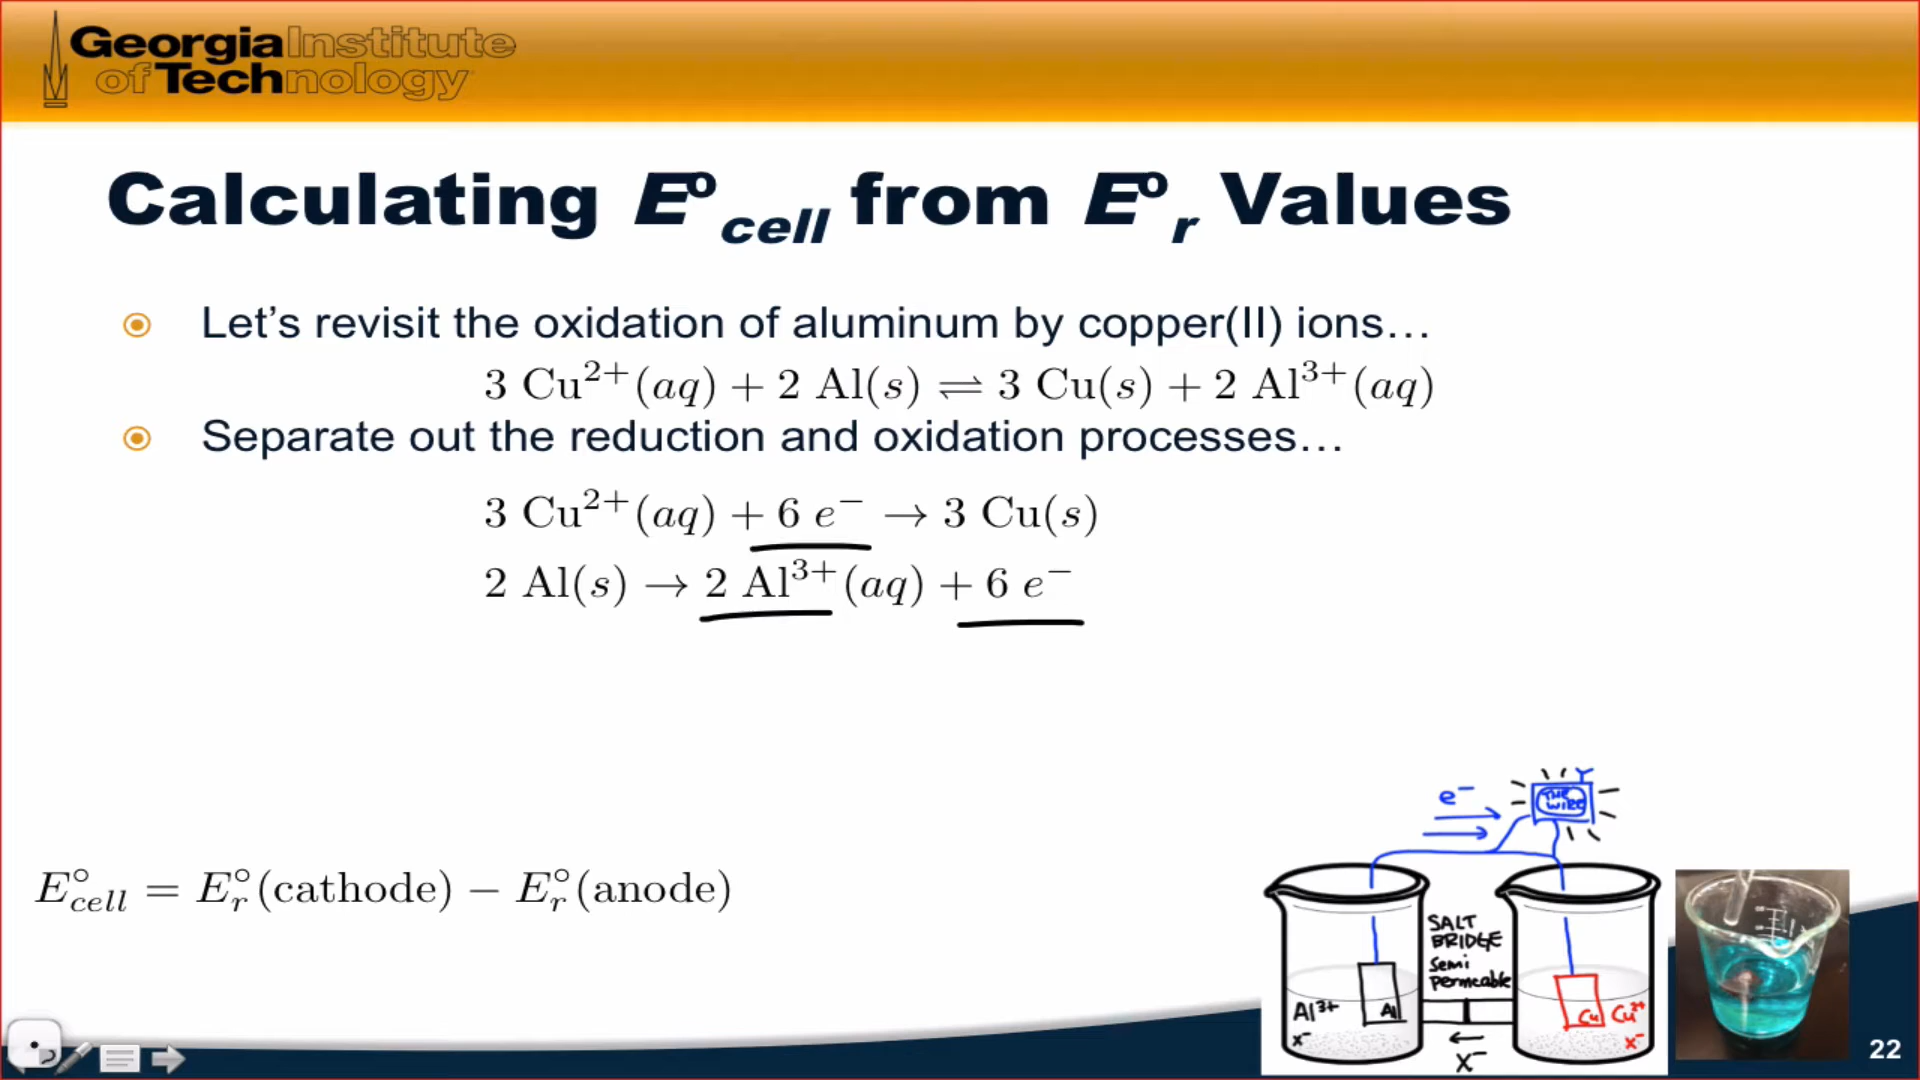 Georgia Institute
of Technology
Calculating E°cell from E°r Values
Let's revisit the oxidation of aluminum by copper(II) ions…
3 Cu²⁺(aq) + 2 Al(s) ⇌ 3 Cu(s) + 2 Al³⁺(aq)
Separate out the reduction and oxidation processes…
3 Cu²⁺(aq) + 6 e⁻ → 3 Cu(s)
2 Al(s) → 2 Al³⁺(aq) + 6 e⁻
E°cell = E°r(cathode) − E°r(anode)
e⁻
THE
WIRE
SALT
BRIDGE
Semi
permeable
Al³⁺
Al
x⁻
Cu
Cu²⁺
x⁻
X⁻
22